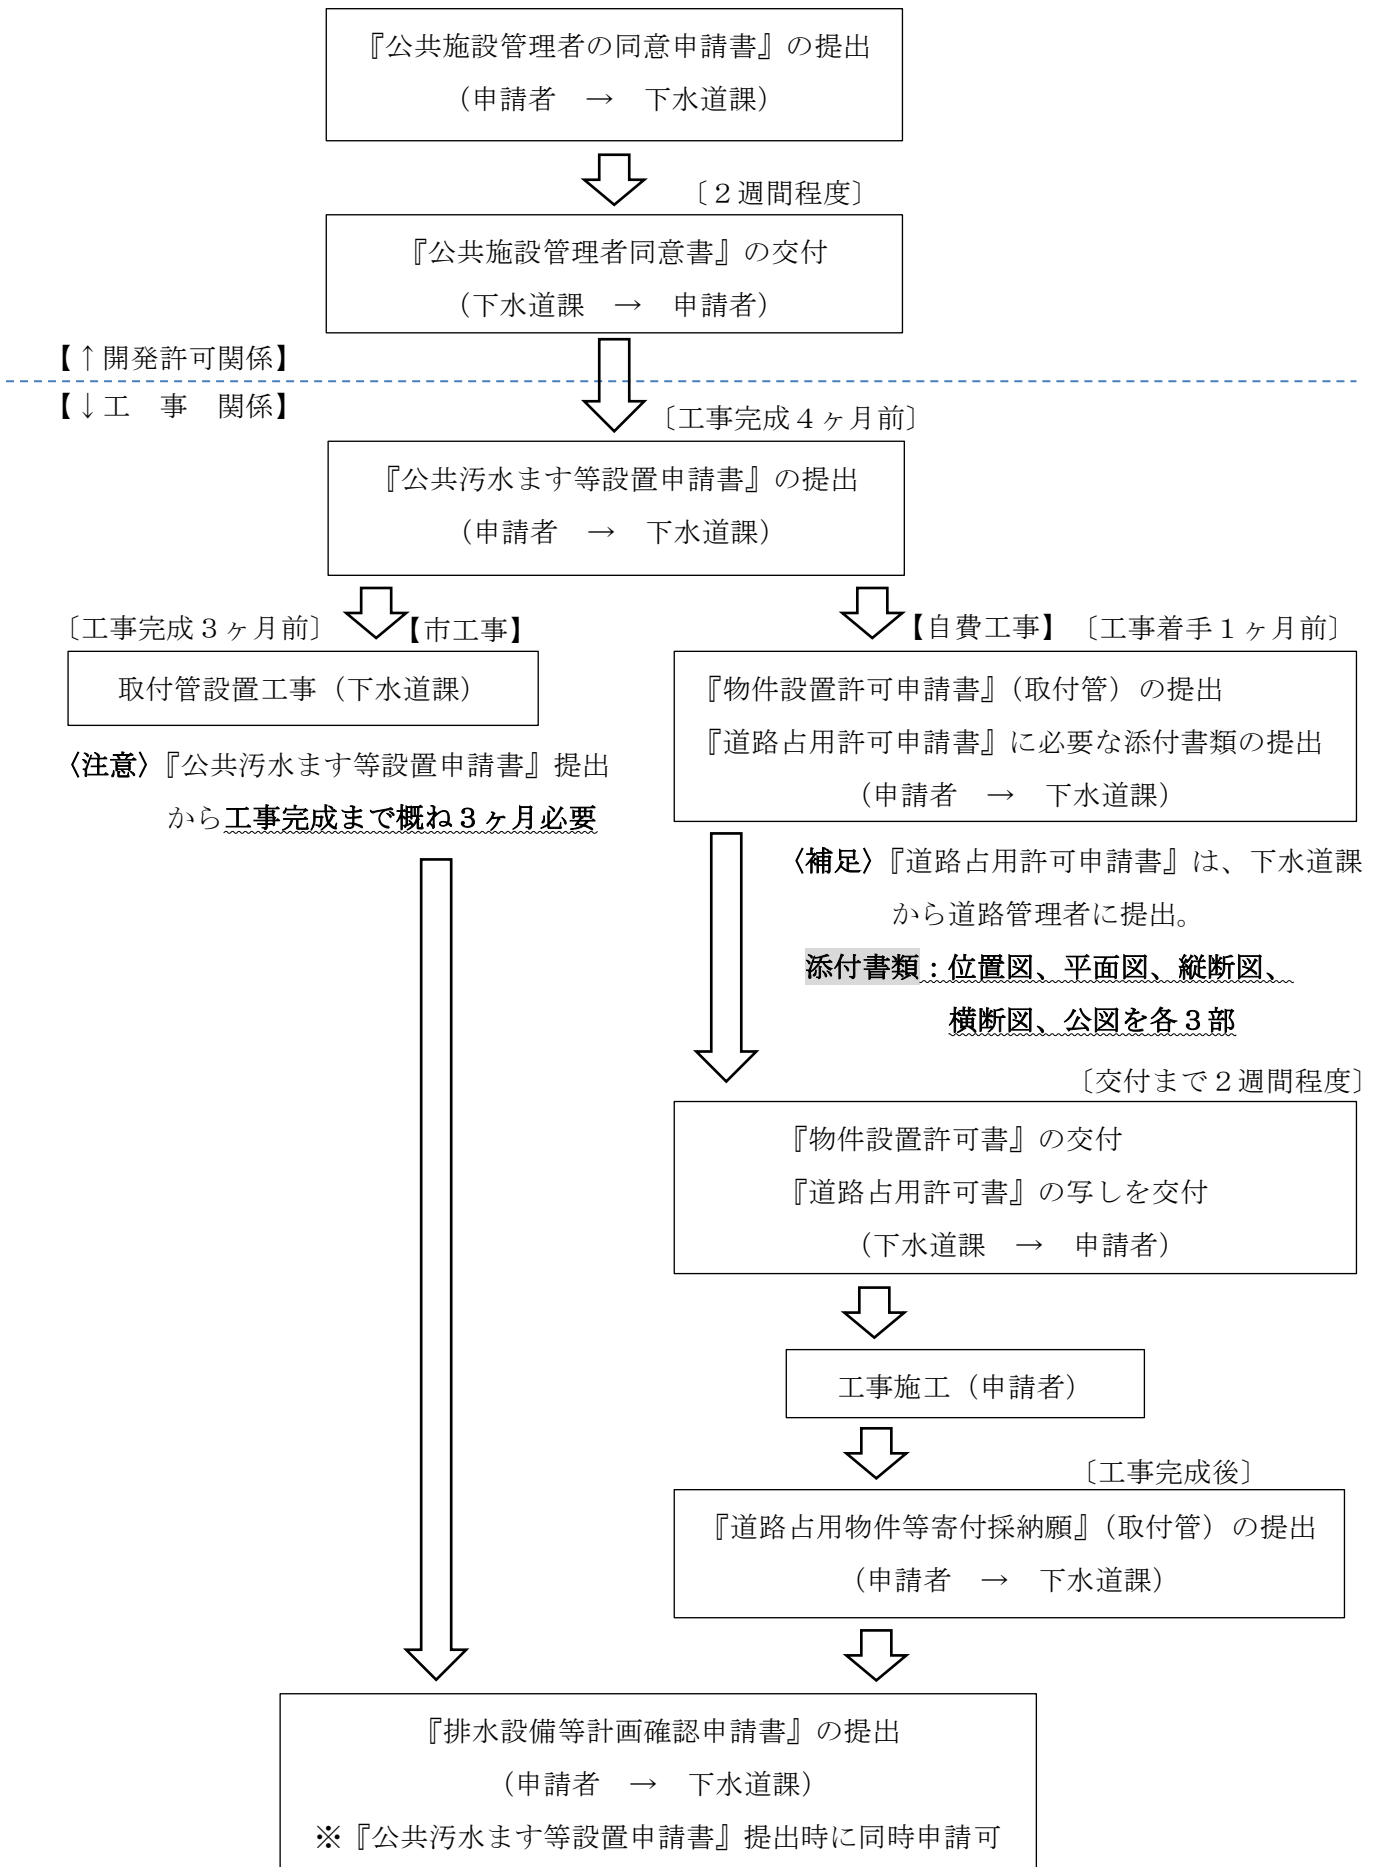 『公共施設管理者の同意申請書』の提出
（申請者　→　下水道課）
〔２週間程度〕
『公共施設管理者同意書』の交付
（下水道課　→　申請者）
【↑開発許可関係】
【↓工　事　関係】
〔工事完成４ヶ月前〕
『公共汚水ます等設置申請書』の提出
（申請者　→　下水道課）
〔工事完成３ヶ月前〕
【市工事】
取付管設置工事（下水道課）
〈注意〉『公共汚水ます等設置申請書』提出
から工事完成まで概ね３ヶ月必要
【自費工事】〔工事着手１ヶ月前〕
『物件設置許可申請書』（取付管）の提出
『道路占用許可申請書』に必要な添付書類の提出
（申請者　→　下水道課）
〈補足〉『道路占用許可申請書』は、下水道課
から道路管理者に提出。
添付書類：位置図、平面図、縦断図、
横断図、公図を各３部
〔交付まで２週間程度〕
『物件設置許可書』の交付
『道路占用許可書』の写しを交付
（下水道課　→　申請者）
工事施工（申請者）
〔工事完成後〕
『道路占用物件等寄付採納願』（取付管）の提出
（申請者　→　下水道課）
『排水設備等計画確認申請書』の提出
（申請者　→　下水道課）
※『公共汚水ます等設置申請書』提出時に同時申請可